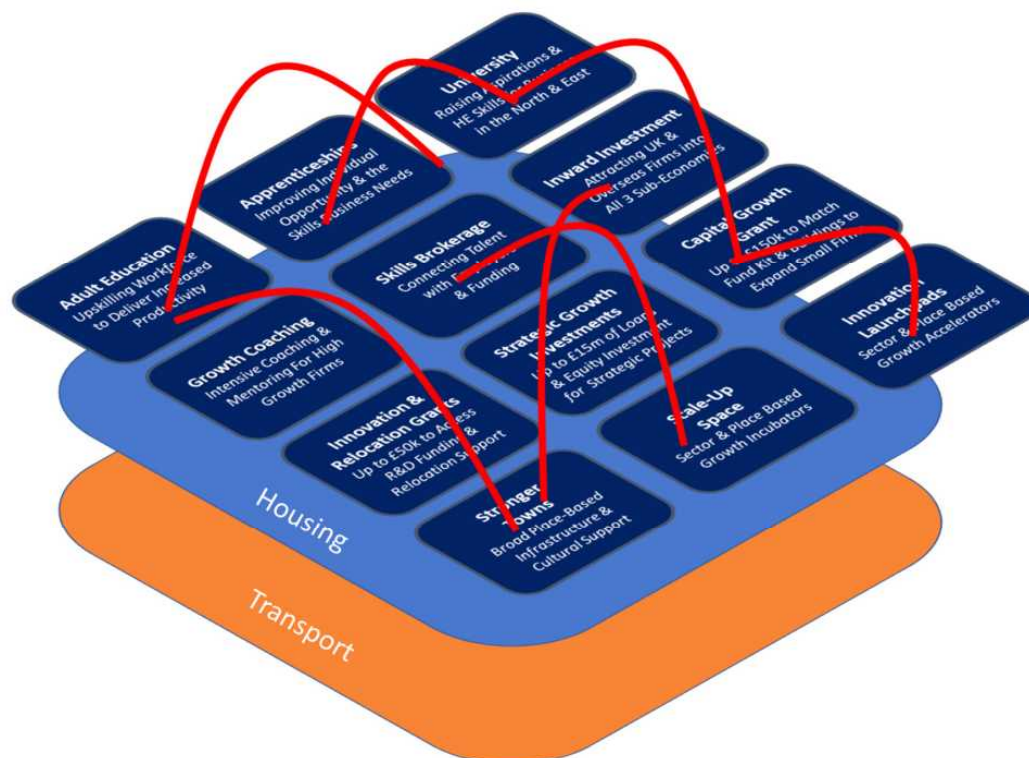 University
Raising Aspirations &
HE Skills for Business
in the North & East
Apprenticeships
Improving Individual
Opportunity & the
Skills Business Needs
Inward Investment
Attracting UK &
Overseas Firms into
All 3 Sub-Economies
Adult Education
Upskilling Workforce
to Deliver Increased
Productivity
Skills Brokerage
Connecting Talent
with
& Funding
Capital Growth
Grant
Up to £150k to Match
Fund Kit & Buildings to
Expand Small Firms
Growth Coaching
Intensive Coaching &
Mentoring For High
Growth Firms
Strategic Growth
Investments
Up to £15m of Loan
& Equity Investment
for Strategic Projects
Innovation
Launchpads
Sector & Place Based
Growth Accelerators
Innovation &
Relocation Grants
Up to £50k to Access
R&D Funding &
Relocation Support
Scale-Up
Space
Sector & Place Based
Growth Incubators
Stronger
Towns
Broad Place-Based
Infrastructure &
Cultural Support
Housing
Transport